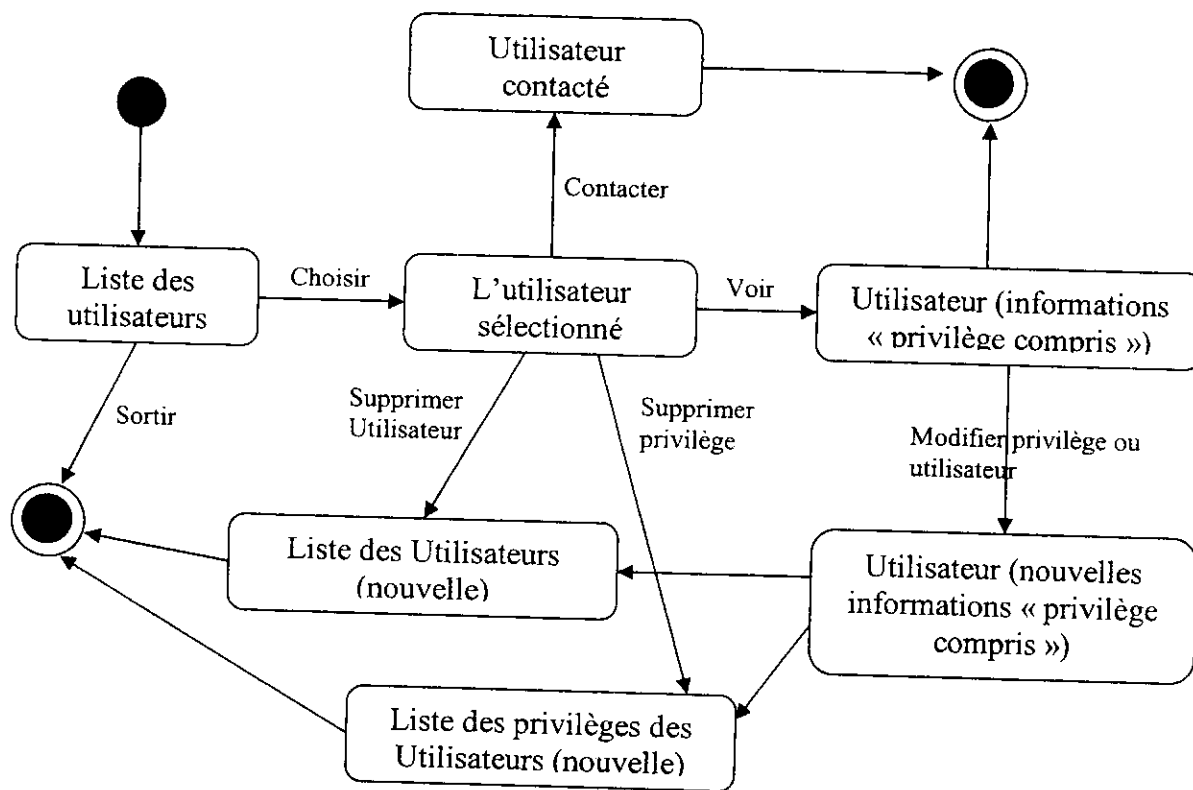 Utilisateur
contacté
Contacter
Liste des
utilisateurs
Choisir
L'utilisateur
sélectionné
Voir
Utilisateur (informations
« privilège compris »)
Sortir
Supprimer
Utilisateur
Supprimer
privilège
Modifier privilège ou
utilisateur
Liste des Utilisateurs
(nouvelle)
Utilisateur (nouvelles
informations « privilège
compris »)
Liste des privilèges des
Utilisateurs (nouvelle)